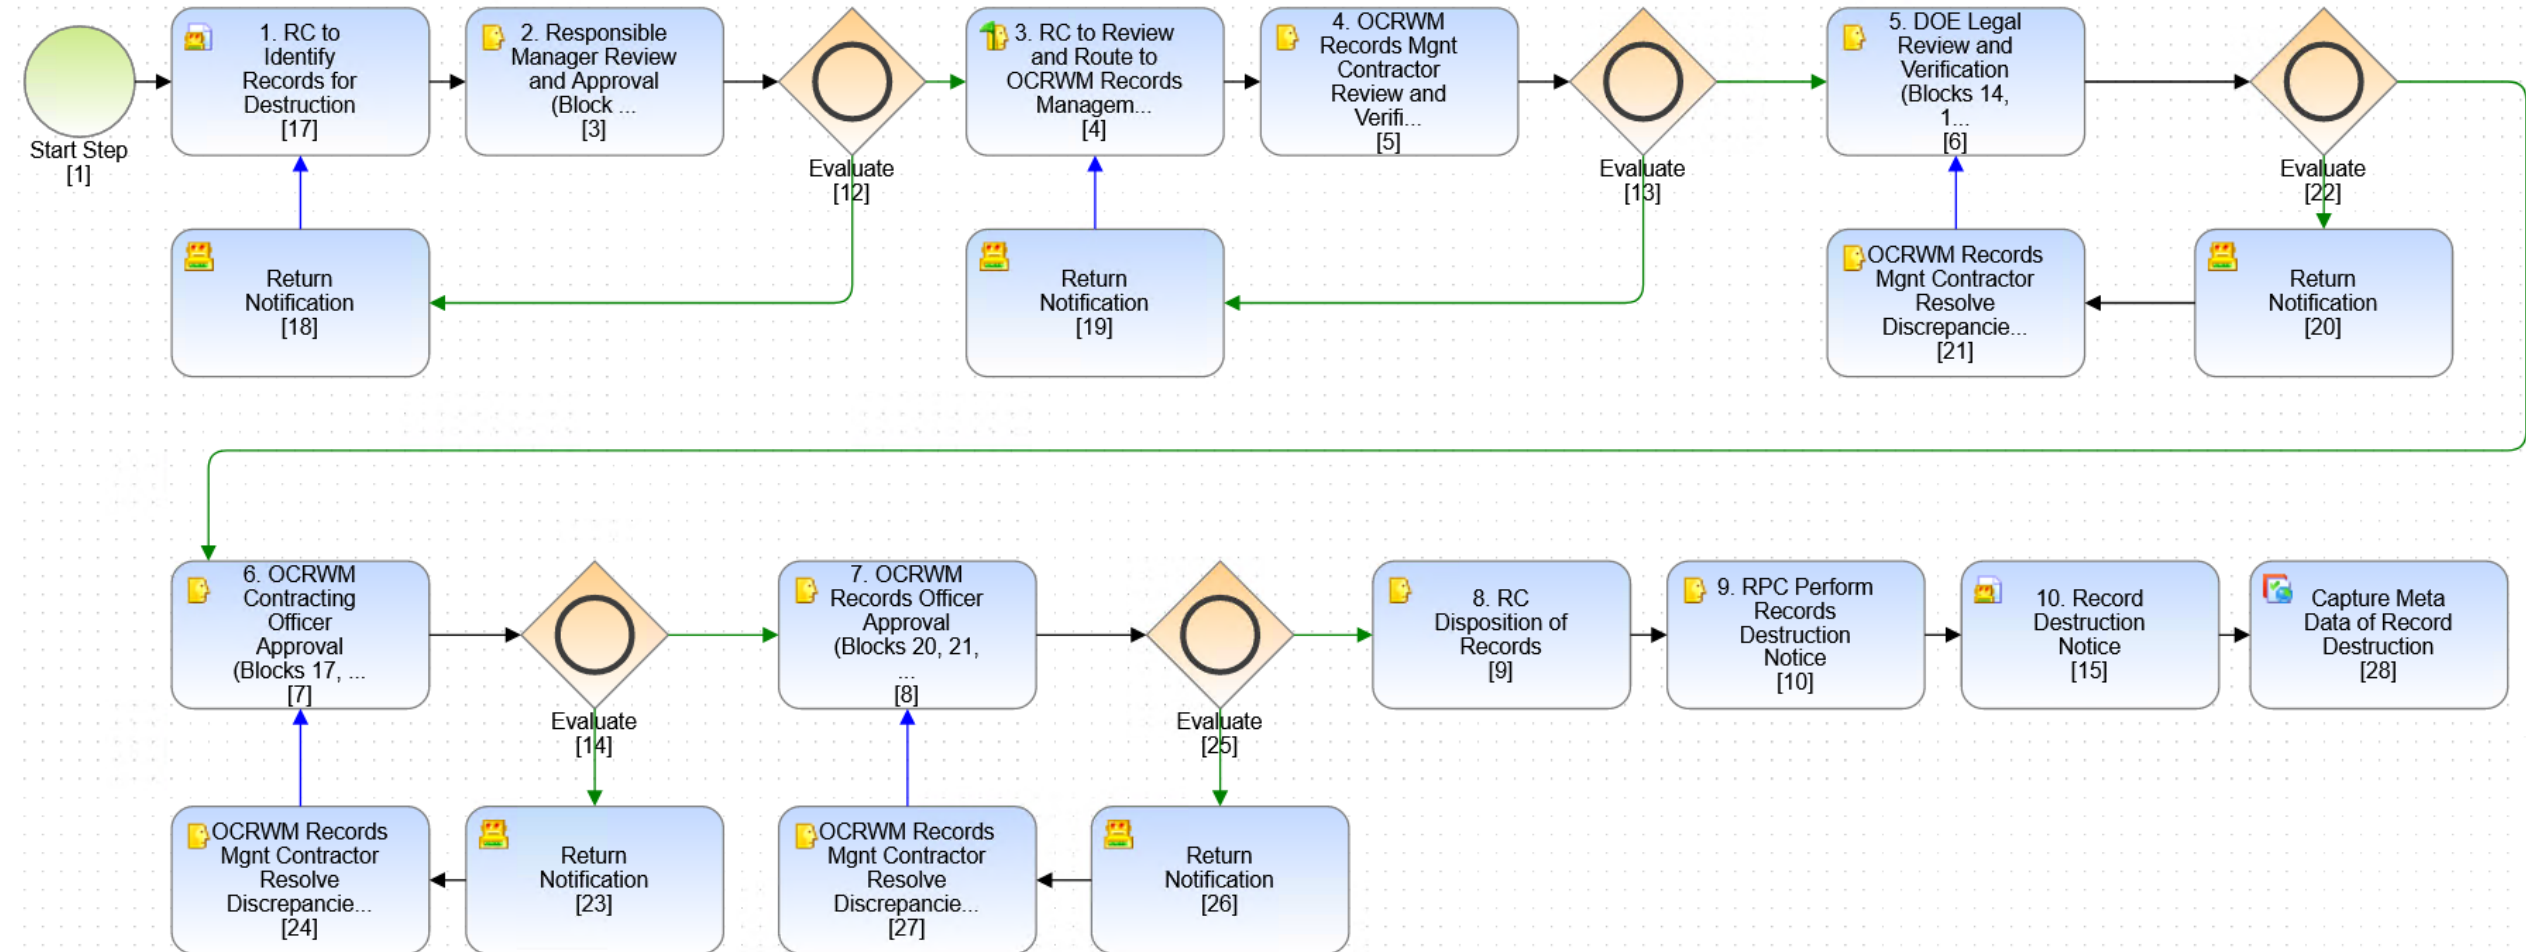 Start Step
[1]
1. RC to
Identify
Records for
Destruction
[17]
2. Responsible
Manager Review
and Approval
(Block ...
[3]
Evaluate
[12]
3. RC to Review
and Route to
OCRWM Records
Managem...
[4]
4. OCRWM
Records Mgnt
Contractor
Review and
Verifi...
[5]
Evaluate
[13]
5. DOE Legal
Review and
Verification
(Blocks 14,
1...
[6]
Evaluate
[22]
Return
Notification
[18]
Return
Notification
[19]
OCRWM Records
Mgnt Contractor
Resolve
Discrepancie...
[21]
Return
Notification
[20]
6. OCRWM
Contracting
Officer
Approval
(Blocks 17, ...
[7]
Evaluate
[14]
7. OCRWM
Records Officer
Approval
(Blocks 20, 21,
...
[8]
Evaluate
[25]
8. RC
Disposition of
Records
[9]
9. RPC Perform
Records
Destruction
Notice
[10]
10. Record
Destruction
Notice
[15]
Capture Meta
Data of Record
Destruction
[28]
OCRWM Records
Mgnt Contractor
Resolve
Discrepancie...
[24]
Return
Notification
[23]
OCRWM Records
Mgnt Contractor
Resolve
Discrepancie...
[27]
Return
Notification
[26]